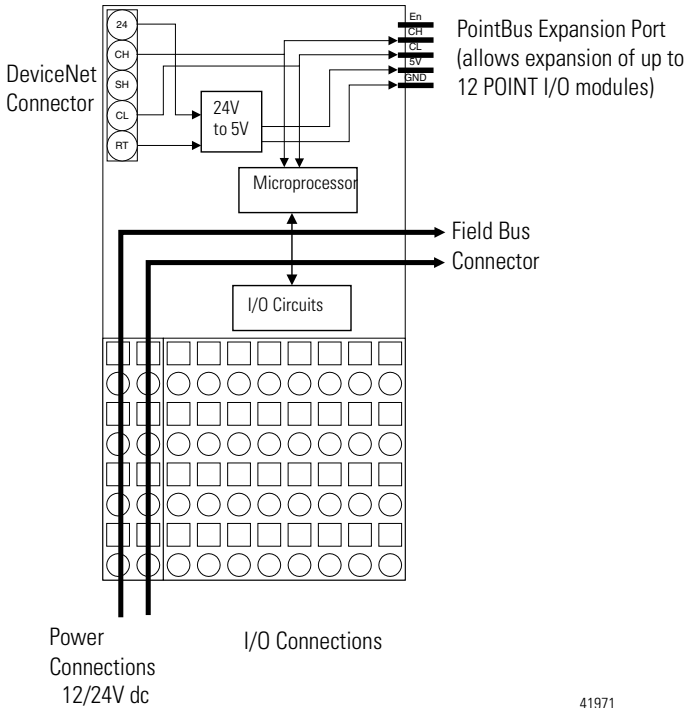 24
CH
SH
CL
RT
DeviceNet
Connector
24V
to 5V
En
CH
CL
5V
GND
PointBus Expansion Port
(allows expansion of up to
12 POINT I/O modules)
Microprocessor
Field Bus
Connector
I/O Circuits
Power
Connections
12/24V dc
I/O Connections
41971